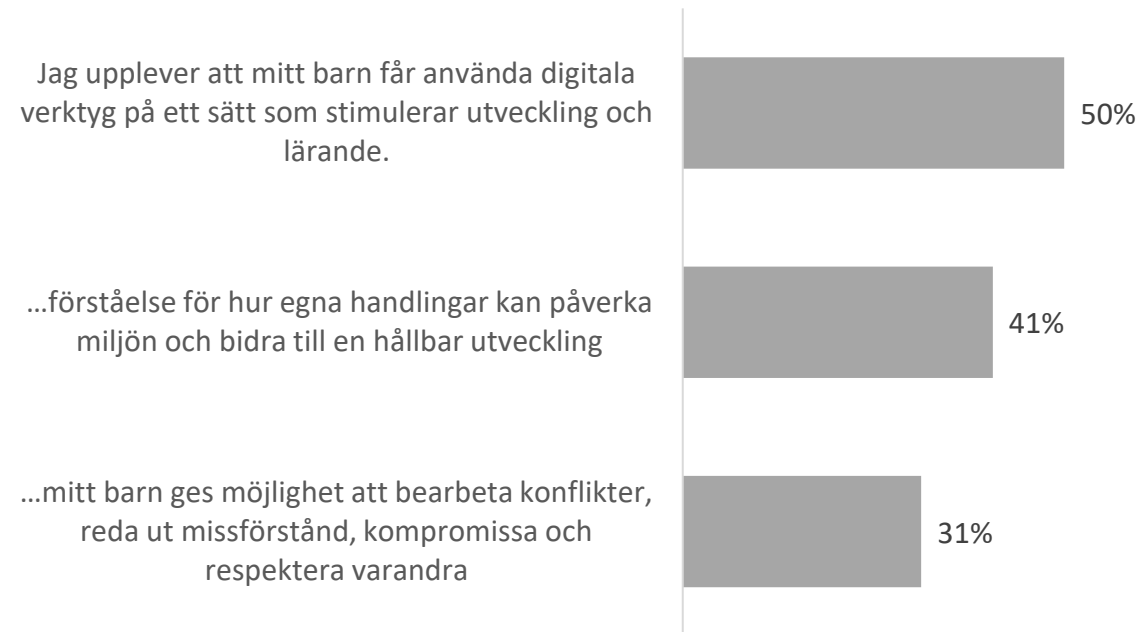 Jag upplever att mitt barn får använda digitala
verktyg på ett sätt som stimulerar utveckling och
lärande.
50%
...förståelse för hur egna handlingar kan påverka
miljön och bidra till en hållbar utveckling
41%
...mitt barn ges möjlighet att bearbeta konflikter,
reda ut missförstånd, kompromissa och
respektera varandra
31%